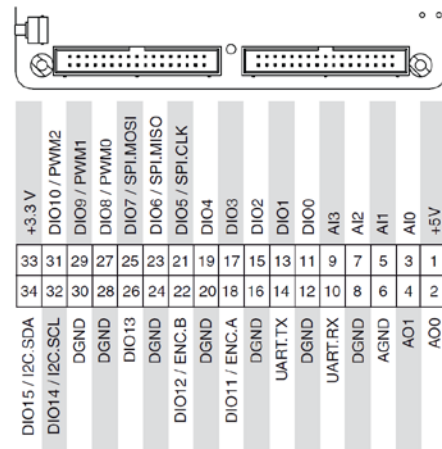 +3.3 V
DIO10 / PWM2
DIO9 / PWM1
DIO8 / PWM0
DIO7 / SPI.MOSI
DIO6 / SPI.MISO
DIO5 / SPI.CLK
DIO4
DIO3
DIO2
DIO1
DIO0
AI3
AI2
AI1
AI0
+5V
33 31 29 27 25 23 21 19 17 15 13 11 9 7 5 3 1
34 32 30 28 26 24 22 20 18 16 14 12 10 8 6 4 2
DIO15 / I2C.SDA
DIO14 / I2C.SCL
DGND
DGND
DIO13
DGND
DIO12 / ENC.B
DGND
DIO11 / ENC.A
DGND
UART.TX
DGND
UART.RX
DGND
AGND
AO1
AO0